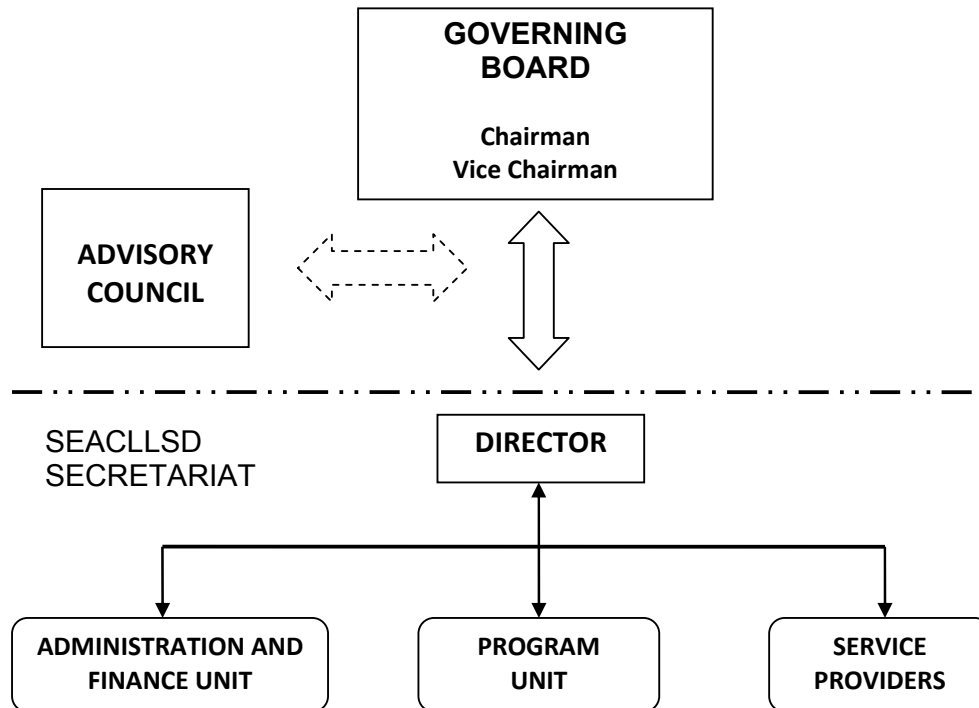 GOVERNING
BOARD
Chairman
Vice Chairman
ADVISORY
COUNCIL
SEACLLSD
SECRETARIAT
DIRECTOR
ADMINISTRATION AND
FINANCE UNIT
PROGRAM
UNIT
SERVICE
PROVIDERS